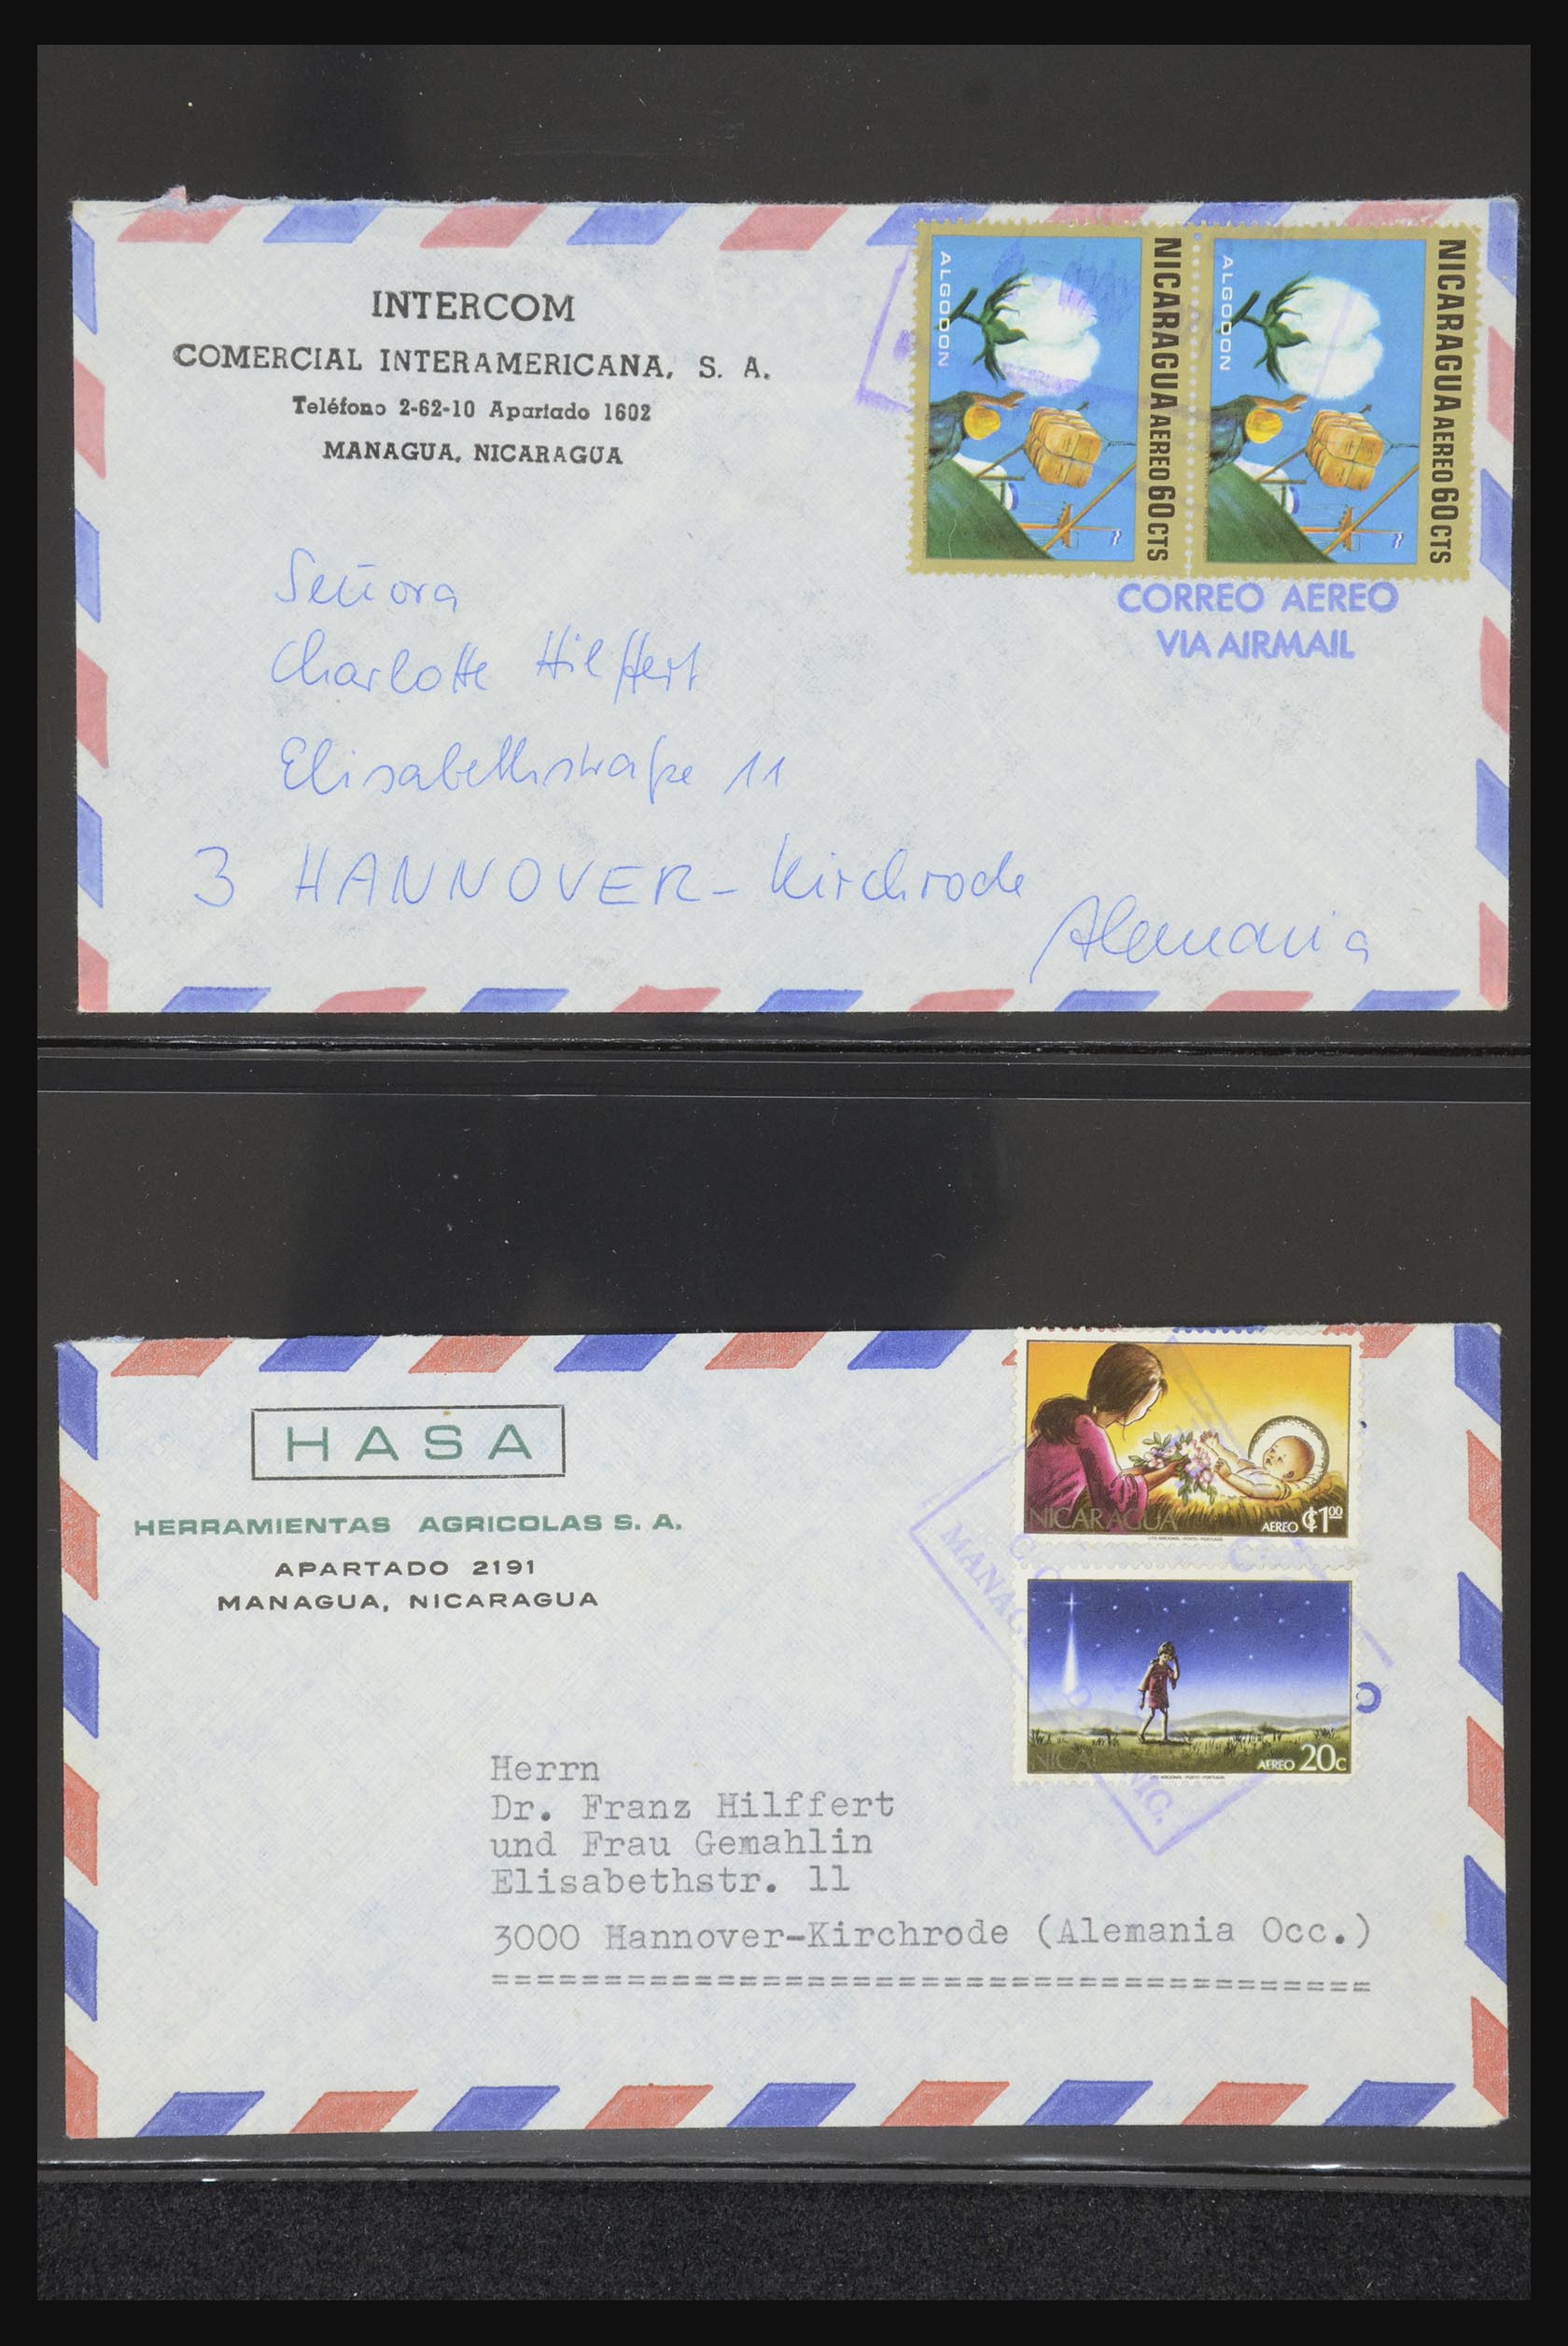 INTERCOM
COMERCIAL INTERAMERICANA, S. A.
Teléfono 2-62-10 Apartado 1602
MANAGUA, NICARAGUA
ALGODON
NICARAGUA AEREO 60 CTS
ALGODON
NICARAGUA AEREO 60 CTS
CORREO AEREO
VIA AIRMAIL
Señora
Charlotte Hilffert
Elisabethstraße 11
3 HANNOVER - Kirchrode
Alemania
HASA
HERRAMIENTAS AGRICOLAS S. A.
APARTADO 2191
MANAGUA, NICARAGUA
NICARAGUA
AEREO ₡1.00
NICA
AEREO 20c
MANAG
NIC.
Herrn
Dr. Franz Hilffert
und Frau Gemahlin
Elisabethstr. 11
3000 Hannover-Kirchrode (Alemania Occ.)
=======================================